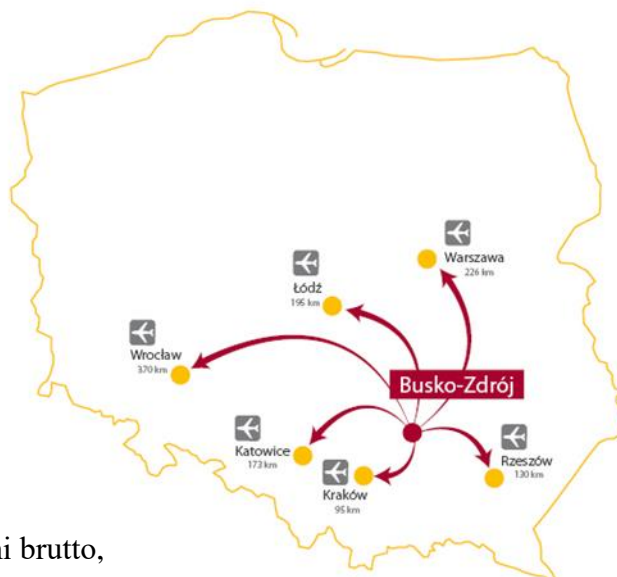 Warszawa
226 km
Łódź
195 km
Wrocław
370 km
Busko-Zdrój
Katowice
173 km
Kraków
95 km
Rzeszów
130 km
i brutto,